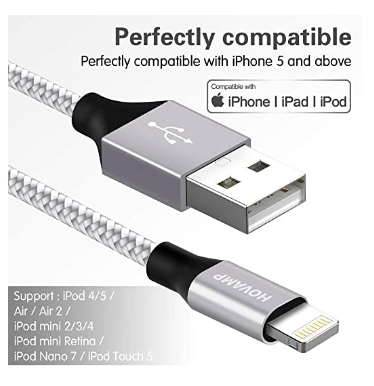 Perfectly compatible
Perfectly compatible with iPhone 5 and above
Compatible with
iPhone | iPad | iPod
HOVAMP
Support : iPod 4/5 /
Air / Air 2 /
iPod mini 2/3/4
iPod mini Retina /
iPod Nano 7 / iPod Touch 5